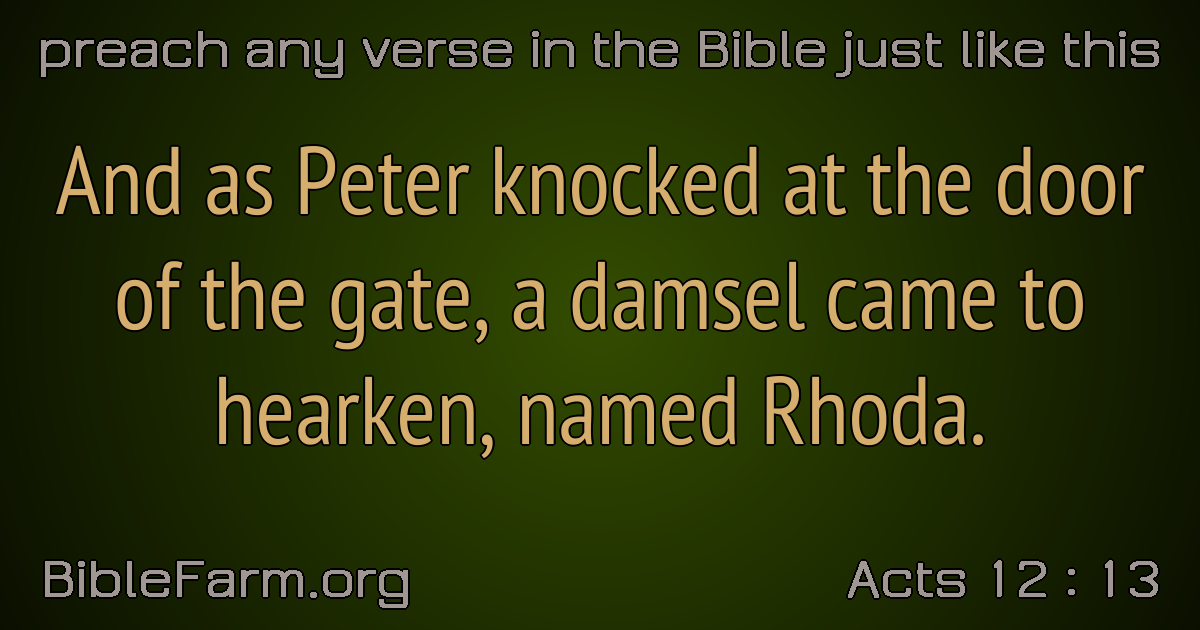 preach any verse in the Bible just like this
And as Peter knocked at the door
of the gate, a damsel came to
hearken, named Rhoda.
BibleFarm.org
Acts 12 : 13